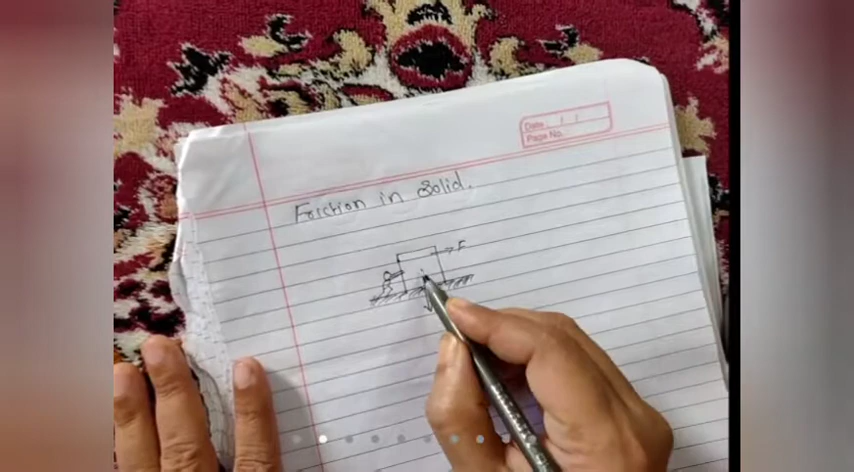 Date / /
Page No.
Friction in Solid.
F